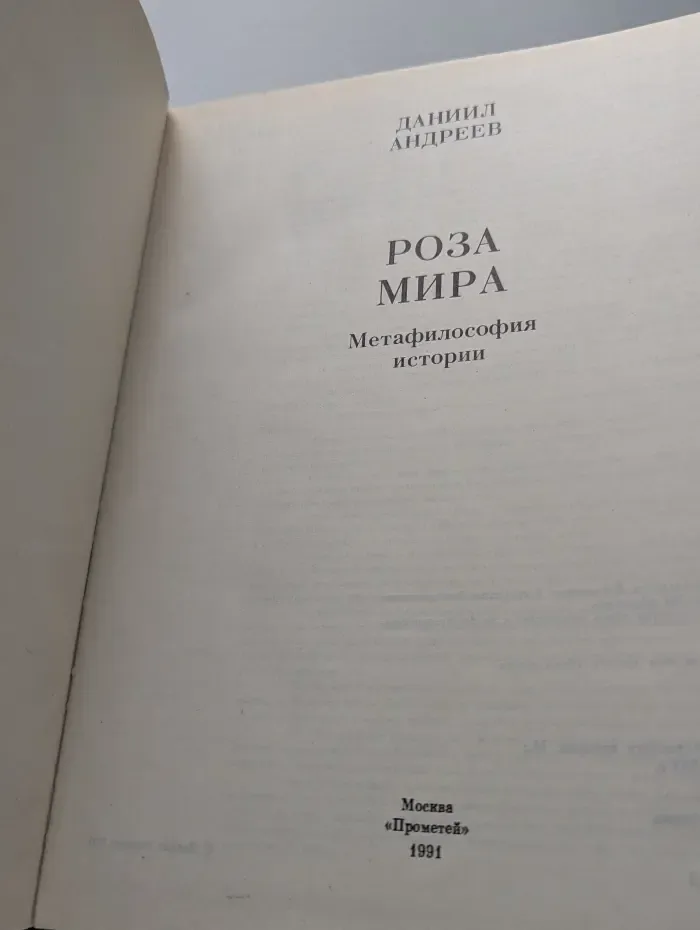 ДАНИИЛ
АНДРЕЕВ
РОЗА
МИРА
Метафилософия
истории
Москва
«Прометей»
1991